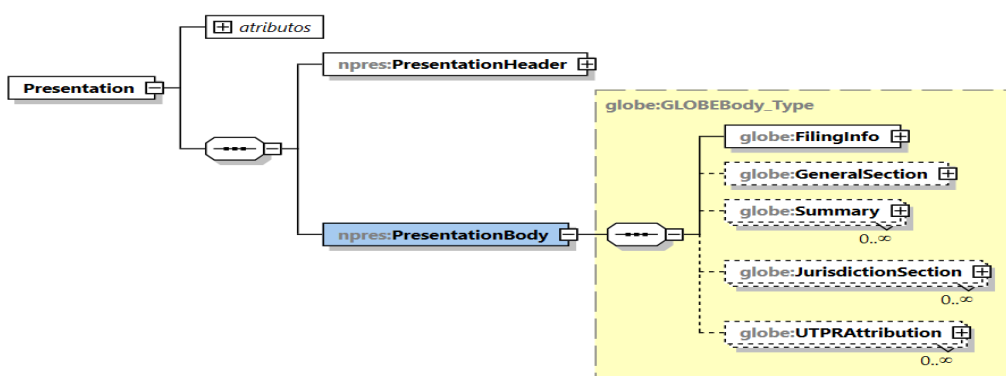 atributos
npres:PresentationHeader
Presentation
globe:GLOBEBody_Type
globe:FilingInfo
globe:GeneralSection
globe:Summary
0..∞
npres:PresentationBody
globe:JurisdictionSection
0..∞
globe:UTPRAttribution
0..∞